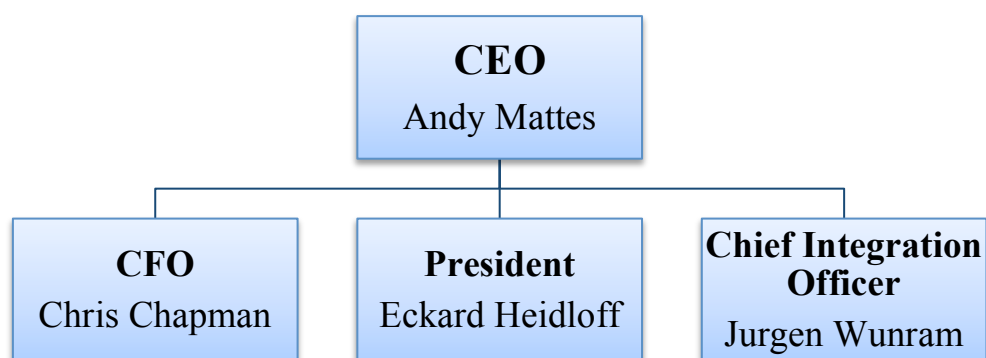 CEO
Andy Mattes
CFO
Chris Chapman
President
Eckard Heidloff
Chief Integration
Officer
Jurgen Wunram